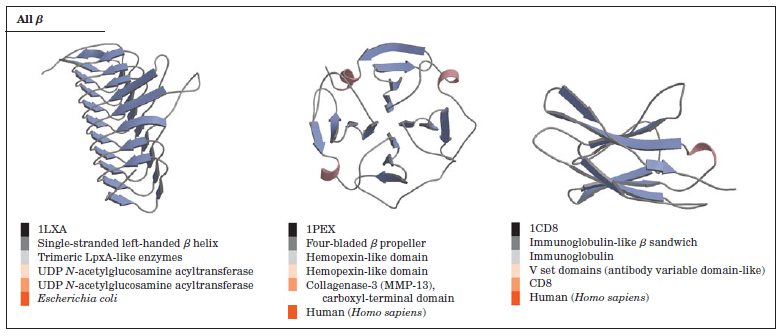 All β
1LXA
Single-stranded left-handed β helix
Trimeric LpxA-like enzymes
UDP N-acetylglucosamine acyltransferase
UDP N-acetylglucosamine acyltransferase
Escherichia coli
1PEX
Four-bladed β propeller
Hemopexin-like domain
Hemopexin-like domain
Collagenase-3 (MMP-13),
carboxyl-terminal domain
Human (Homo sapiens)
1CD8
Immunoglobulin-like β sandwich
Immunoglobulin
V set domains (antibody variable domain-like)
CD8
Human (Homo sapiens)